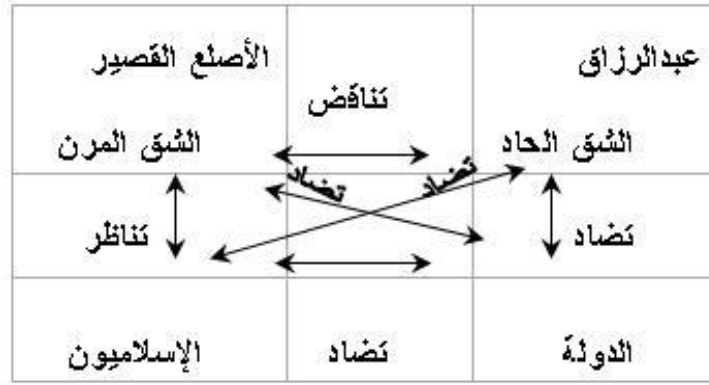 عبدالرزاق
الأصلع القصير
تناقض
الشق الحاد
الشق المرن
تضاد
تضاد
تضاد
تناظر
الدولة
تضاد
الإسلاميون